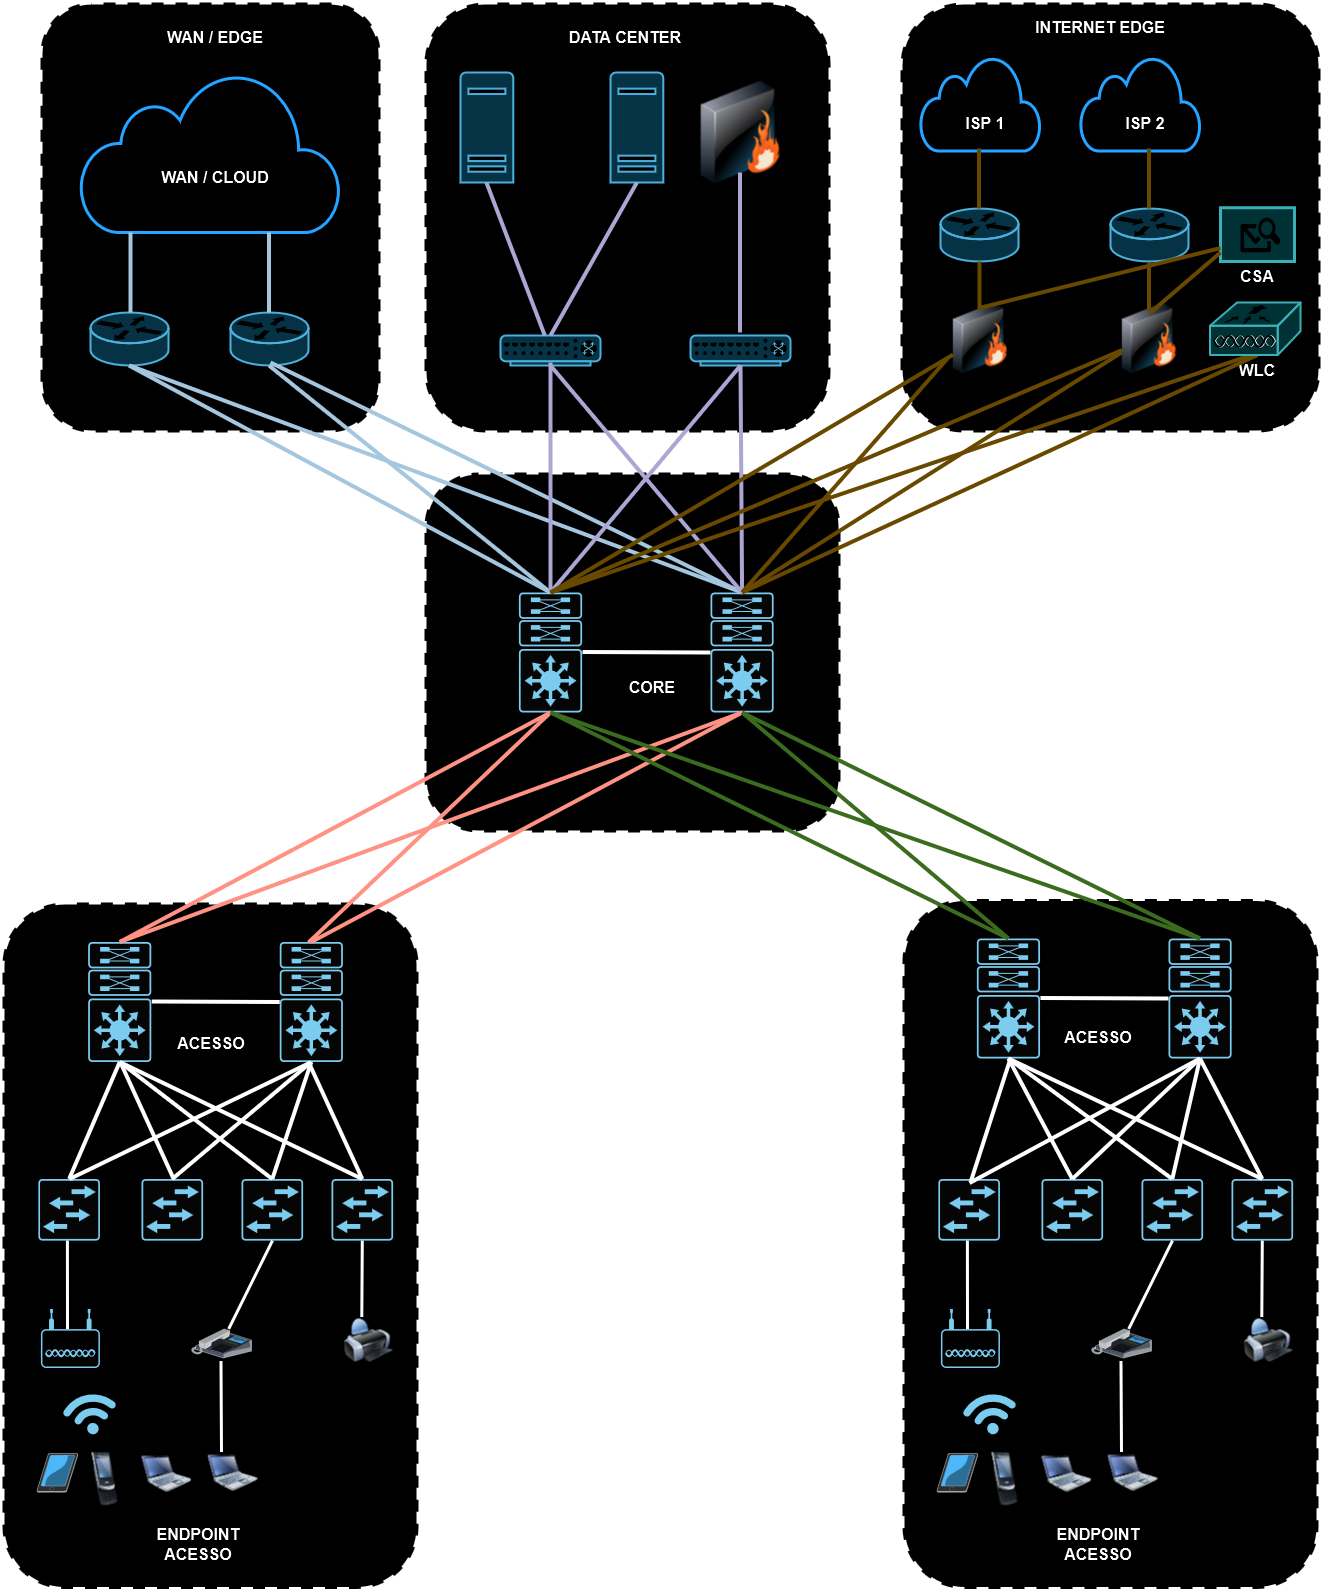 WAN / EDGE
DATA CENTER
INTERNET EDGE
WAN / CLOUD
ISP 1
ISP 2
CSA
WLC
CORE
ACESSO
ACESSO
ENDPOINT
ACESSO
ENDPOINT
ACESSO